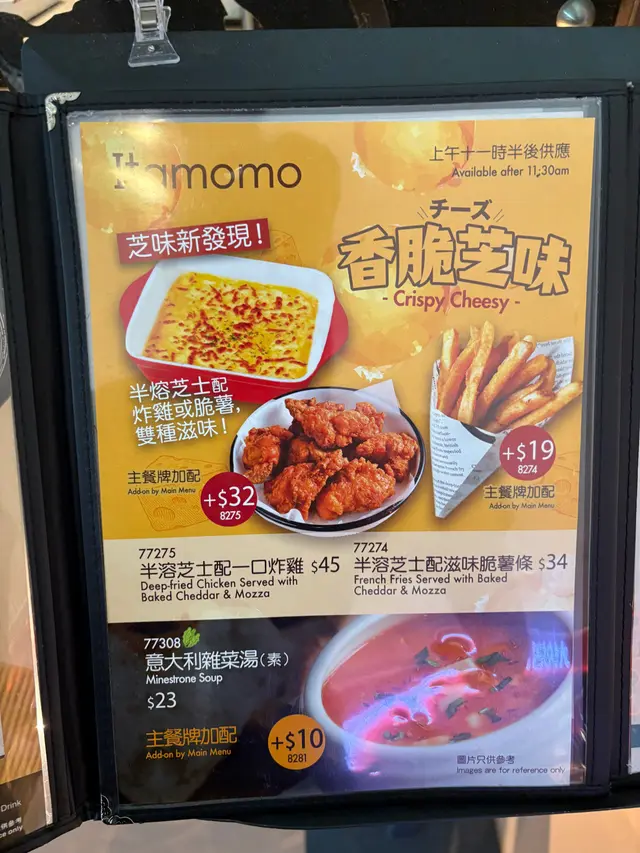 Itamomo
上午十一時半後供應
Available after 11:30am
芝味新發現！
チーズ
香脆芝味
- Crispy Cheesy -
半熔芝士配
炸雞或脆薯，
雙種滋味！
主餐牌加配
Add-on by Main Menu
+$32
8275
+$19
8274
主餐牌加配
Add-on by Main Menu
77275
半溶芝士配一口炸雞 $45
Deep-fried Chicken Served with
Baked Cheddar & Mozza
77274
半溶芝士配滋味脆薯條 $34
French Fries Served with Baked
Cheddar & Mozza
77308
意大利雜菜湯（素）
Minestrone Soup
$23
主餐牌加配
Add-on by Main Menu
+$10
8281
圖片只供參考
Images are for reference only
Drink